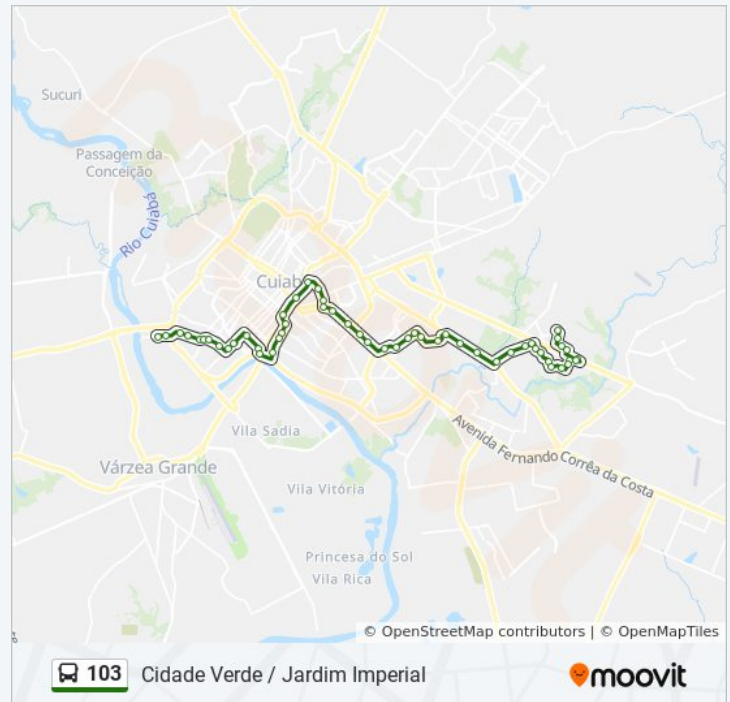 Sucuri
Passagem da
Conceição
Rio Cuiabá
Cuiab
Vila Sadia
Avenida Fernando Corrêa da Costa
Várzea Grande
Vila Vitória
Princesa do Sol
Vila Rica
© OpenStreetMap contributors | © OpenMapTiles
103 Cidade Verde / Jardim Imperial
moovit